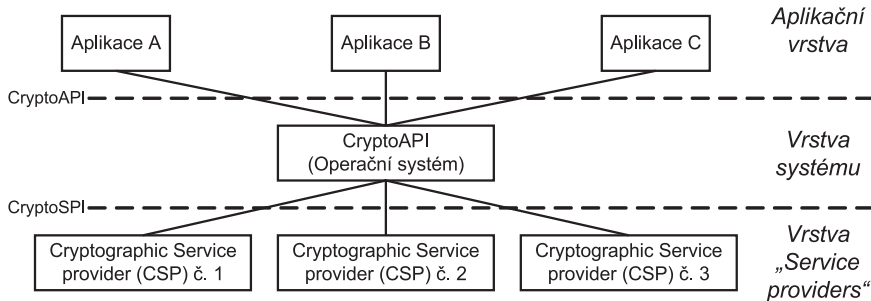 Aplikační
vrstva
Aplikace A
Aplikace B
Aplikace C
CryptoAPI
CryptoAPI
(Operační systém)
Vrstva
systému
CryptoSPI
Cryptographic Service
provider (CSP) č. 1
Cryptographic Service
provider (CSP) č. 2
Cryptographic Service
provider (CSP) č. 3
Vrstva
„Service
providers“